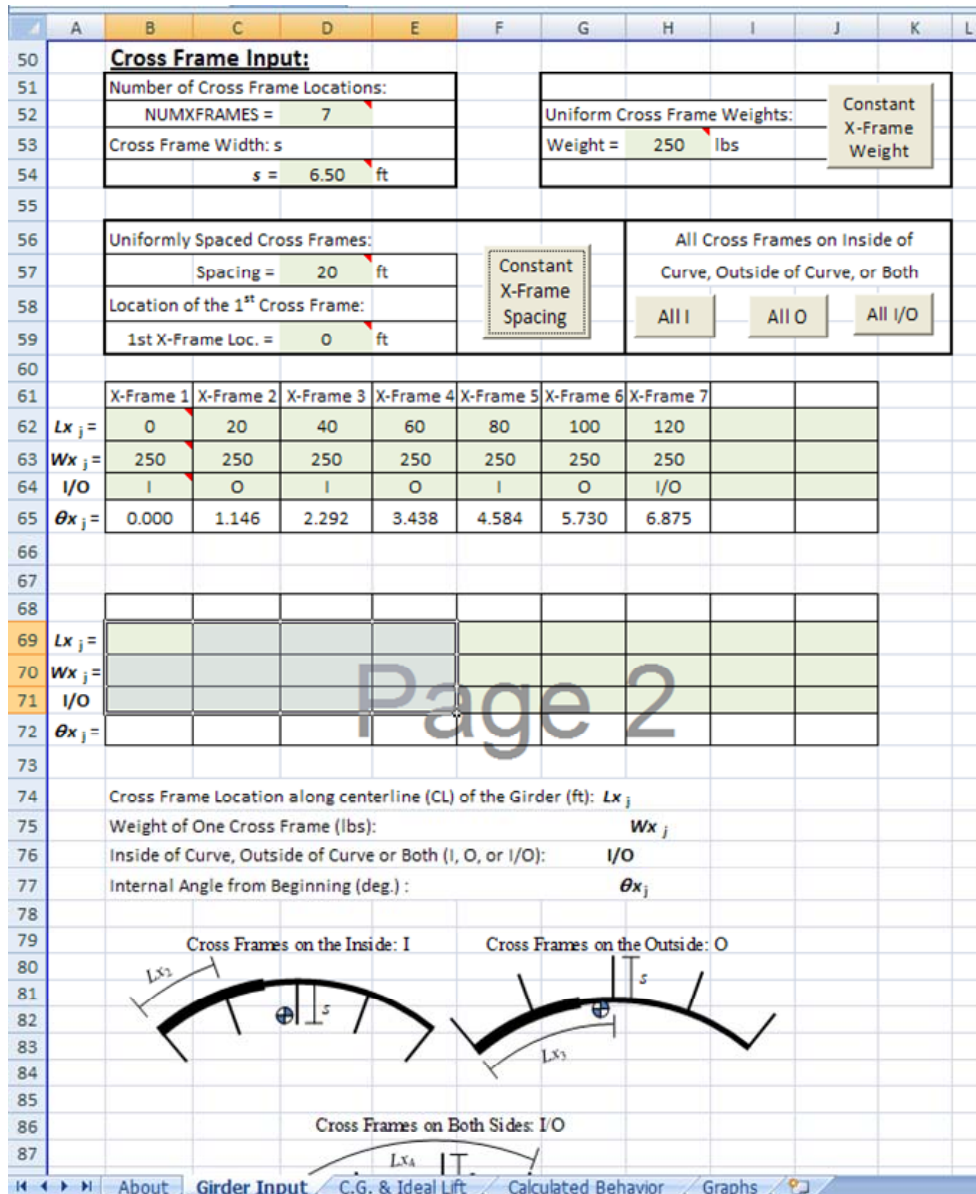 A B C D E F G H I J K L
50 Cross Frame Input:
51 Number of Cross Frame Locations:
52 NUMXFRAMES = 7 Uniform Cross Frame Weights:
53 Cross Frame Width: s Weight = 250 lbs
Constant
X-Frame
Weight
54 s = 6.50 ft
55
56 Uniformly Spaced Cross Frames: All Cross Frames on Inside of
57 Spacing = 20 ft Curve, Outside of Curve, or Both
Constant
X-Frame
Spacing
58 Location of the 1st Cross Frame:
All I All O All I/O
59 1st X-Frame Loc. = 0 ft
60
61 X-Frame 1 X-Frame 2 X-Frame 3 X-Frame 4 X-Frame 5 X-Frame 6 X-Frame 7
62 Lx j = 0 20 40 60 80 100 120
63 Wx j = 250 250 250 250 250 250 250
64 I/O I O I O I O I/O
65 θx j = 0.000 1.146 2.292 3.438 4.584 5.730 6.875
66
67
68
69 Lx j =
70 Wx j =
71 I/O
72 θx j =
Page 2
73
74 Cross Frame Location along centerline (CL) of the Girder (ft): Lx j
75 Weight of One Cross Frame (lbs): Wx j
76 Inside of Curve, Outside of Curve or Both (I, O, or I/O): I/O
77 Internal Angle from Beginning (deg.) : θx j
78
79 Cross Frames on the Inside: I Cross Frames on the Outside: O
80 Lx2 s
81 s
82
83 Lx3
84
85
86 Cross Frames on Both Sides: I/O
87 Lx4
About Girder Input C.G. & Ideal Lift Calculated Behavior Graphs